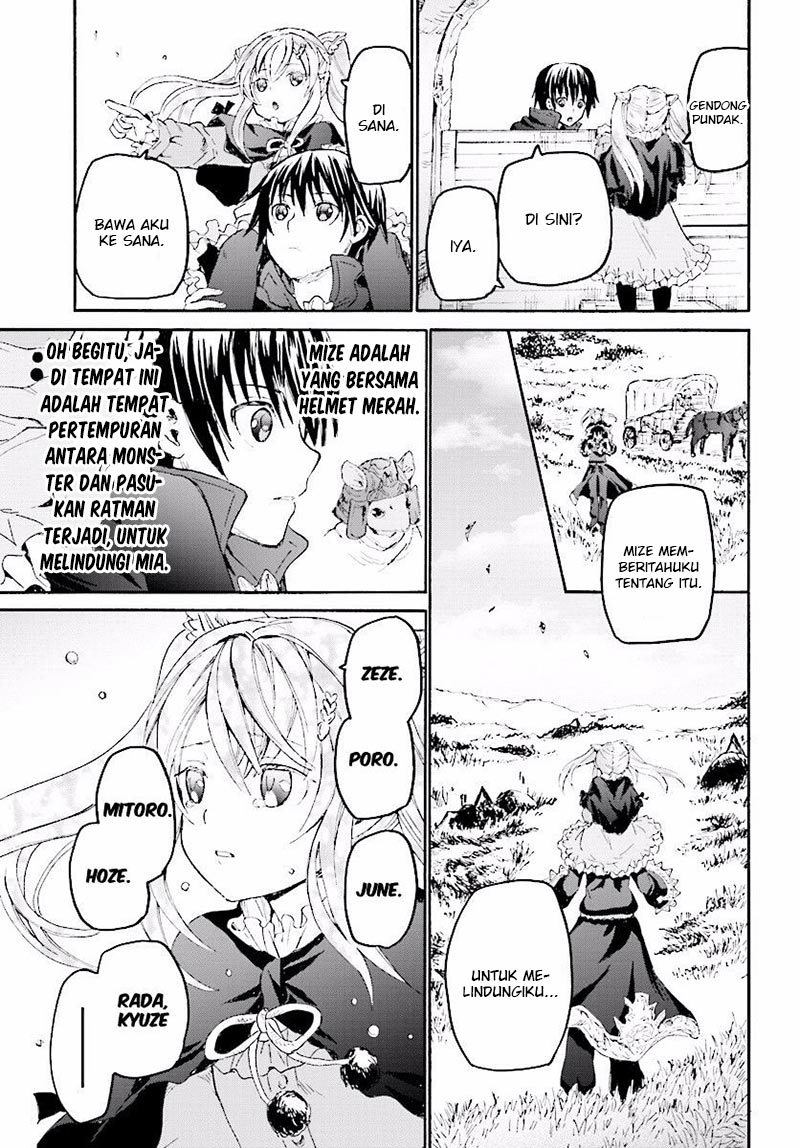 GENDONG
PUNDAK.
DI SINI?
IYA.
DI
SANA.
BAWA AKU
KE SANA.
MIZE MEM-
BERITAHUKU
TENTANG ITU.
MIZE ADALAH
YANG BERSAMA
HELMET MERAH.
OH BEGITU, JA-
DI TEMPAT INI
ADALAH TEMPAT
PERTEMPURAN
ANTARA MONS-
TER DAN PASU-
KAN RATMAN
TERJADI, UNTUK
MELINDUNGI MIA.
UNTUK ME-
LINDUNGIKU...
ZEZE.
PORO.
MITORO.
JUNE.
HOZE.
RADA,
KYUZE